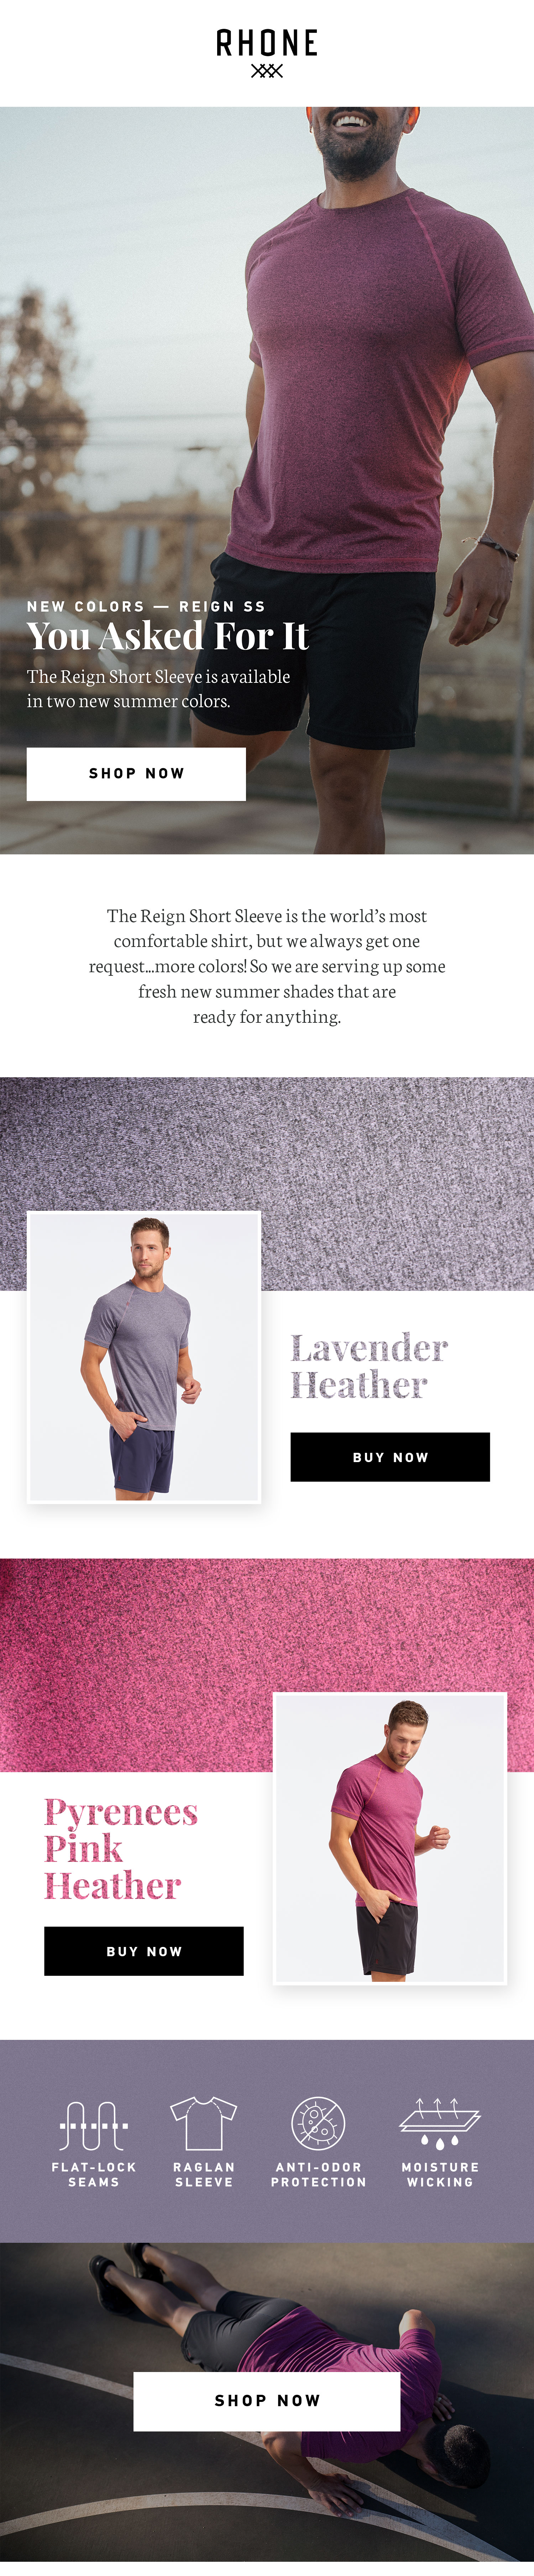 RHONE
NEW COLORS — REIGN SS
You Asked For It
The Reign Short Sleeve is available
in two new summer colors.
SHOP NOW
The Reign Short Sleeve is the world’s most
comfortable shirt, but we always get one
request...more colors! So we are serving up some
fresh new summer shades that are
ready for anything.
Lavender
Heather
BUY NOW
Pyrenees
Pink
Heather
BUY NOW
FLAT-LOCK
SEAMS
RAGLAN
SLEEVE
ANTI-ODOR
PROTECTION
MOISTURE
WICKING
SHOP NOW